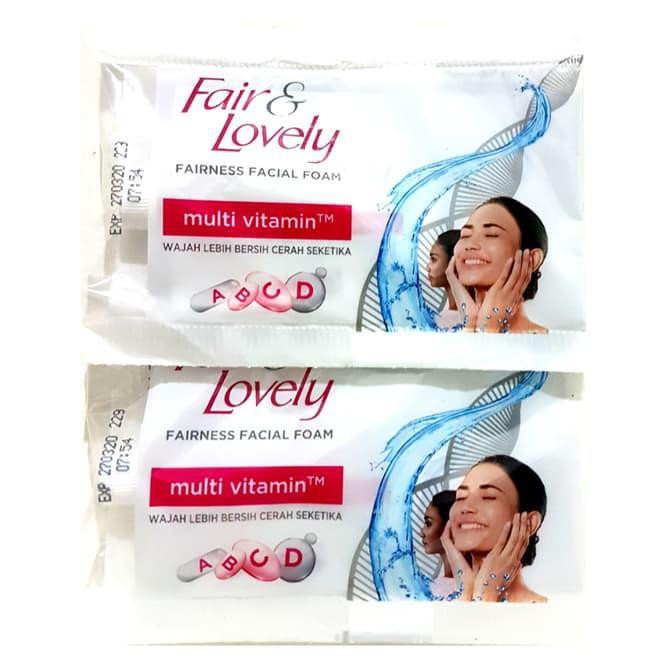 Fair &
Lovely
FAIRNESS FACIAL FOAM
multi vitamin™
WAJAH LEBIH BERSIH CERAH SEKETIKA
A B C D
EXP 270320 229
07:54
Lovely
FAIRNESS FACIAL FOAM
multi vitamin™
WAJAH LEBIH BERSIH CERAH SEKETIKA
A B C D
EXP 270320 229
07:54